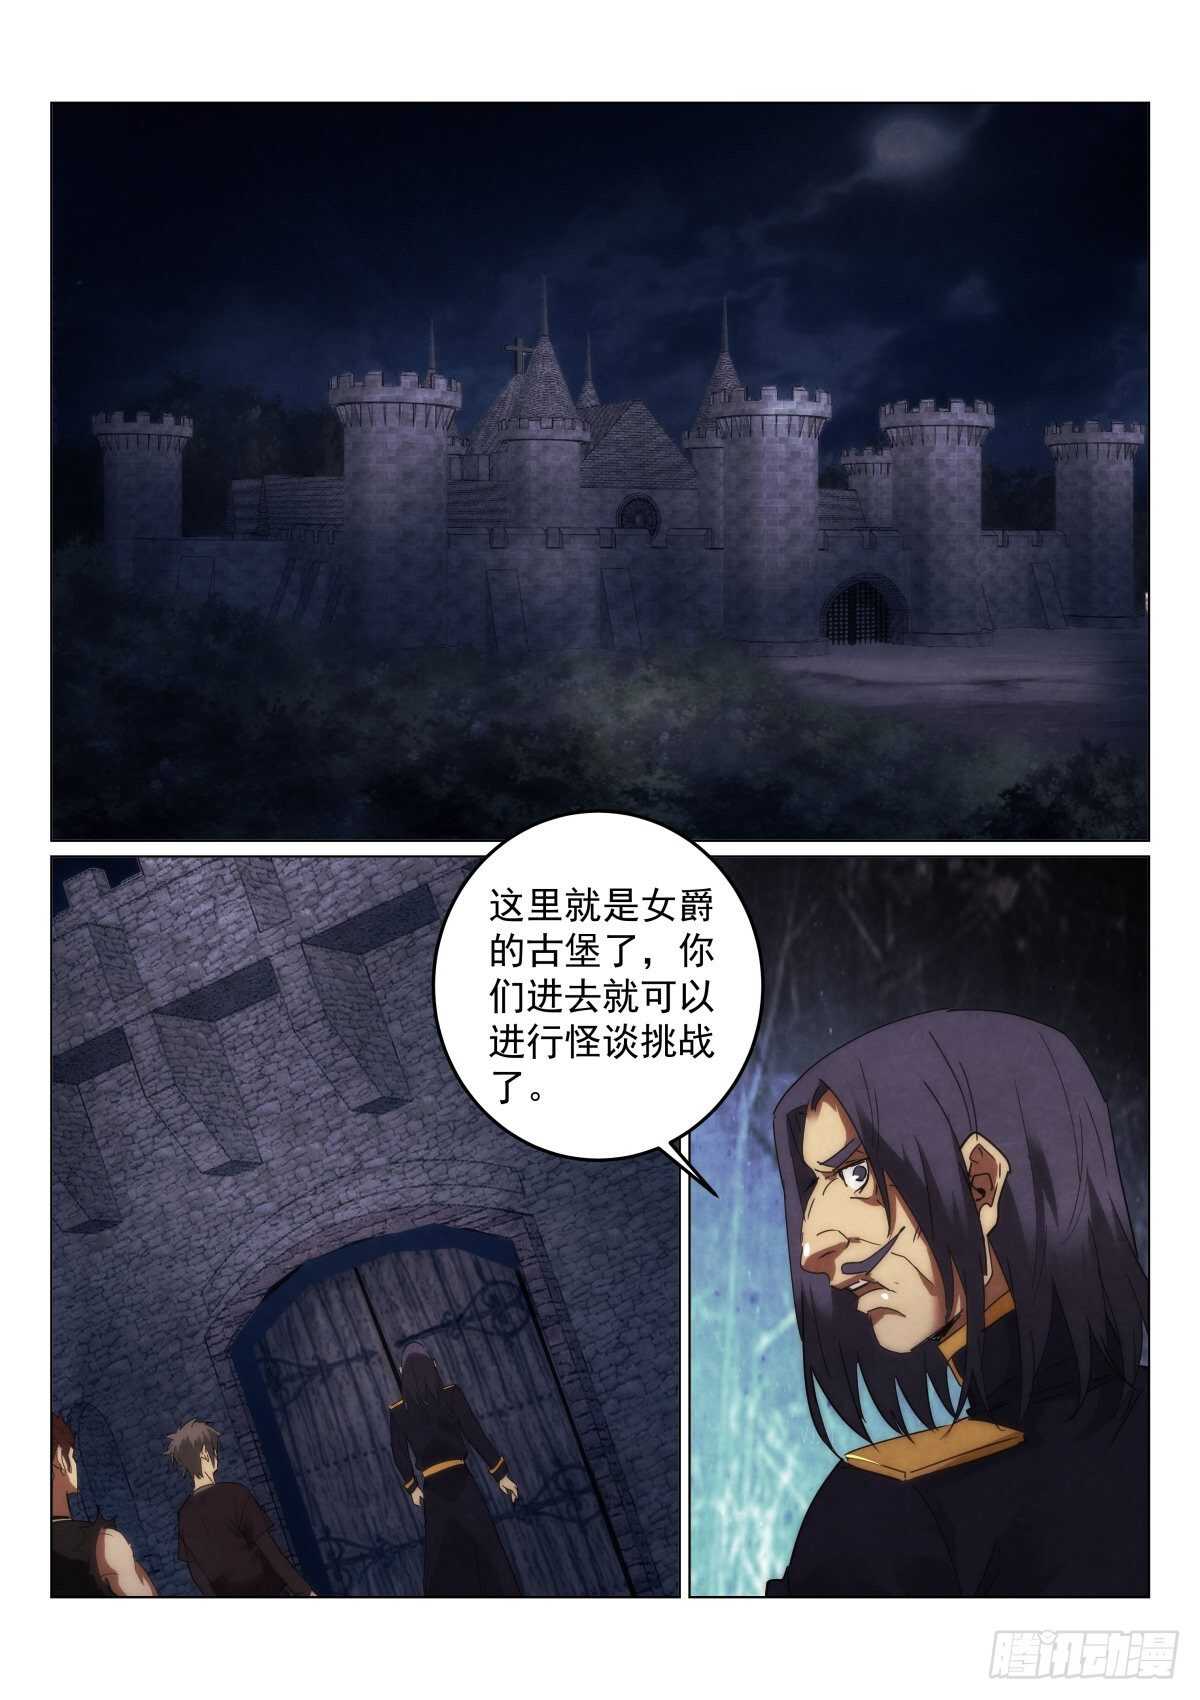 这里就是女爵
的古堡了，你
们进去就可以
进行怪谈挑战
了。
腾讯动漫